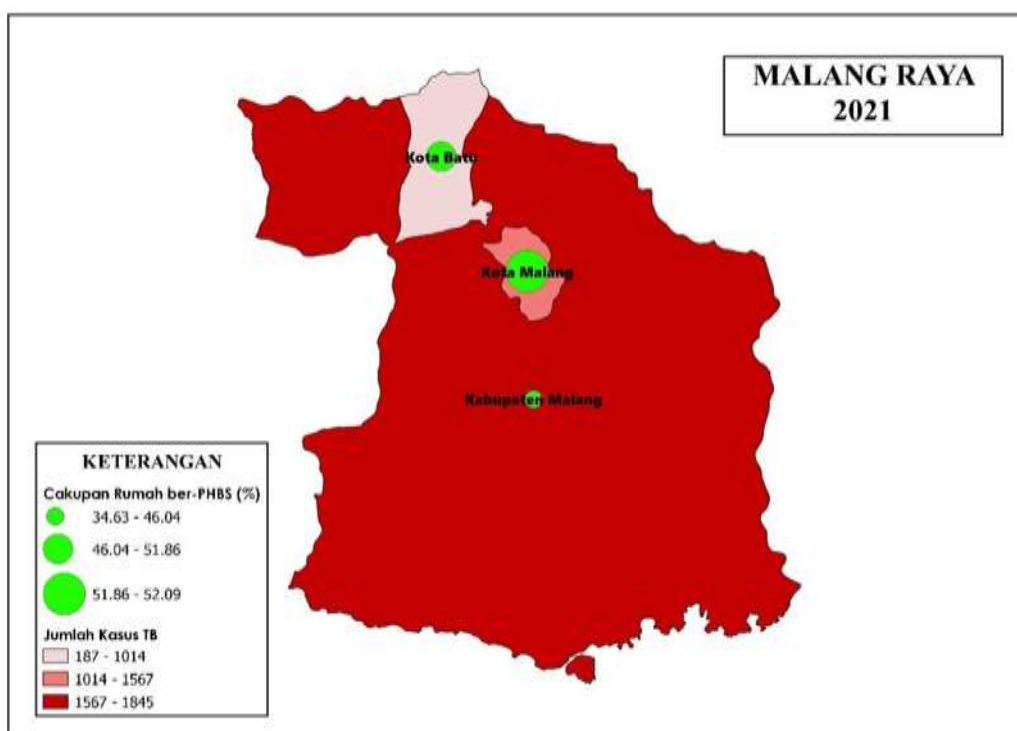 MALANG RAYA
2021
Kota Batu
Kota Malang
Kabupaten Malang
KETERANGAN
Cakupan Rumah ber-PHBS (%)
34.63 - 46.04
46.04 - 51.86
51.86 - 52.09
Jumlah Kasus TB
187 - 1014
1014 - 1567
1567 - 1845